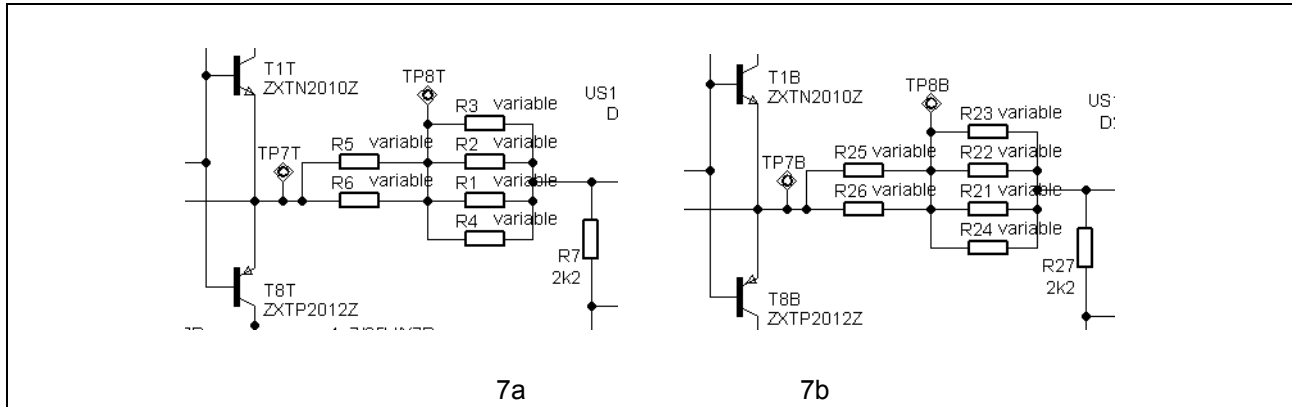 T1T
ZXTN2010Z
TP8T
US1
D
R3 variable
R5 variable
R2 variable
TP7T
R6 variable
R1 variable
R4 variable
R7
2k2
T8T
ZXTP2012Z
T1B
ZXTN2010Z
TP8B
R23 variable
R25 variable
R22 variable
TP7B
R26 variable
R21 variable
R24 variable
R27
2k2
T8B
ZXTP2012Z
7a
7b